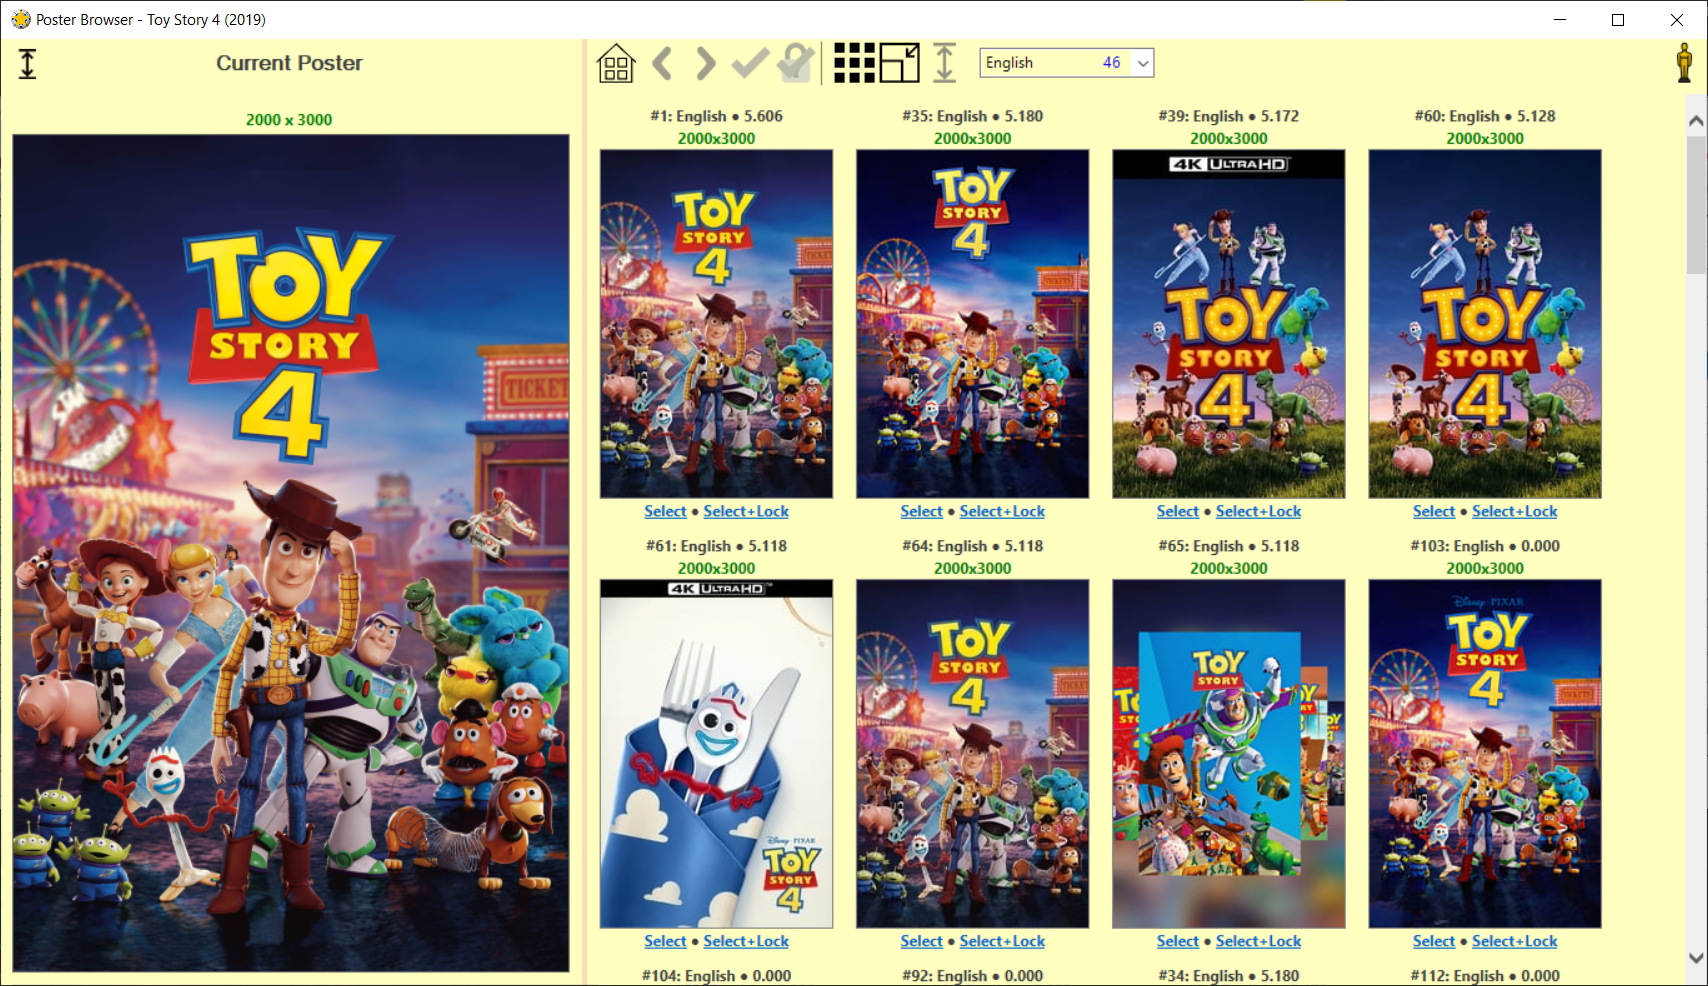 Poster Browser - Toy Story 4 (2019)
Current Poster
English 46
2000 x 3000
TOY
STORY
4
TICKET
#1: English ● 5.606
2000x3000
TOY
STORY
4
Select ● Select+Lock
#35: English ● 5.180
2000x3000
TOY
STORY
4
Select ● Select+Lock
#39: English ● 5.172
2000x3000
4K ULTRA HD
TOY
STORY
4
Select ● Select+Lock
#60: English ● 5.128
2000x3000
TOY
STORY
4
Select ● Select+Lock
#61: English ● 5.118
2000x3000
4K ULTRA HD™
Disney · PIXAR
TOY
STORY
4
Select ● Select+Lock
#64: English ● 5.118
2000x3000
TOY
STORY
4
Select ● Select+Lock
#65: English ● 5.118
2000x3000
TOY
STORY
Select ● Select+Lock
#103: English ● 0.000
2000x3000
Disney · PIXAR
TOY
STORY
4
Select ● Select+Lock
#104: English ● 0.000
#92: English ● 0.000
#34: English ● 5.180
#112: English ● 0.000